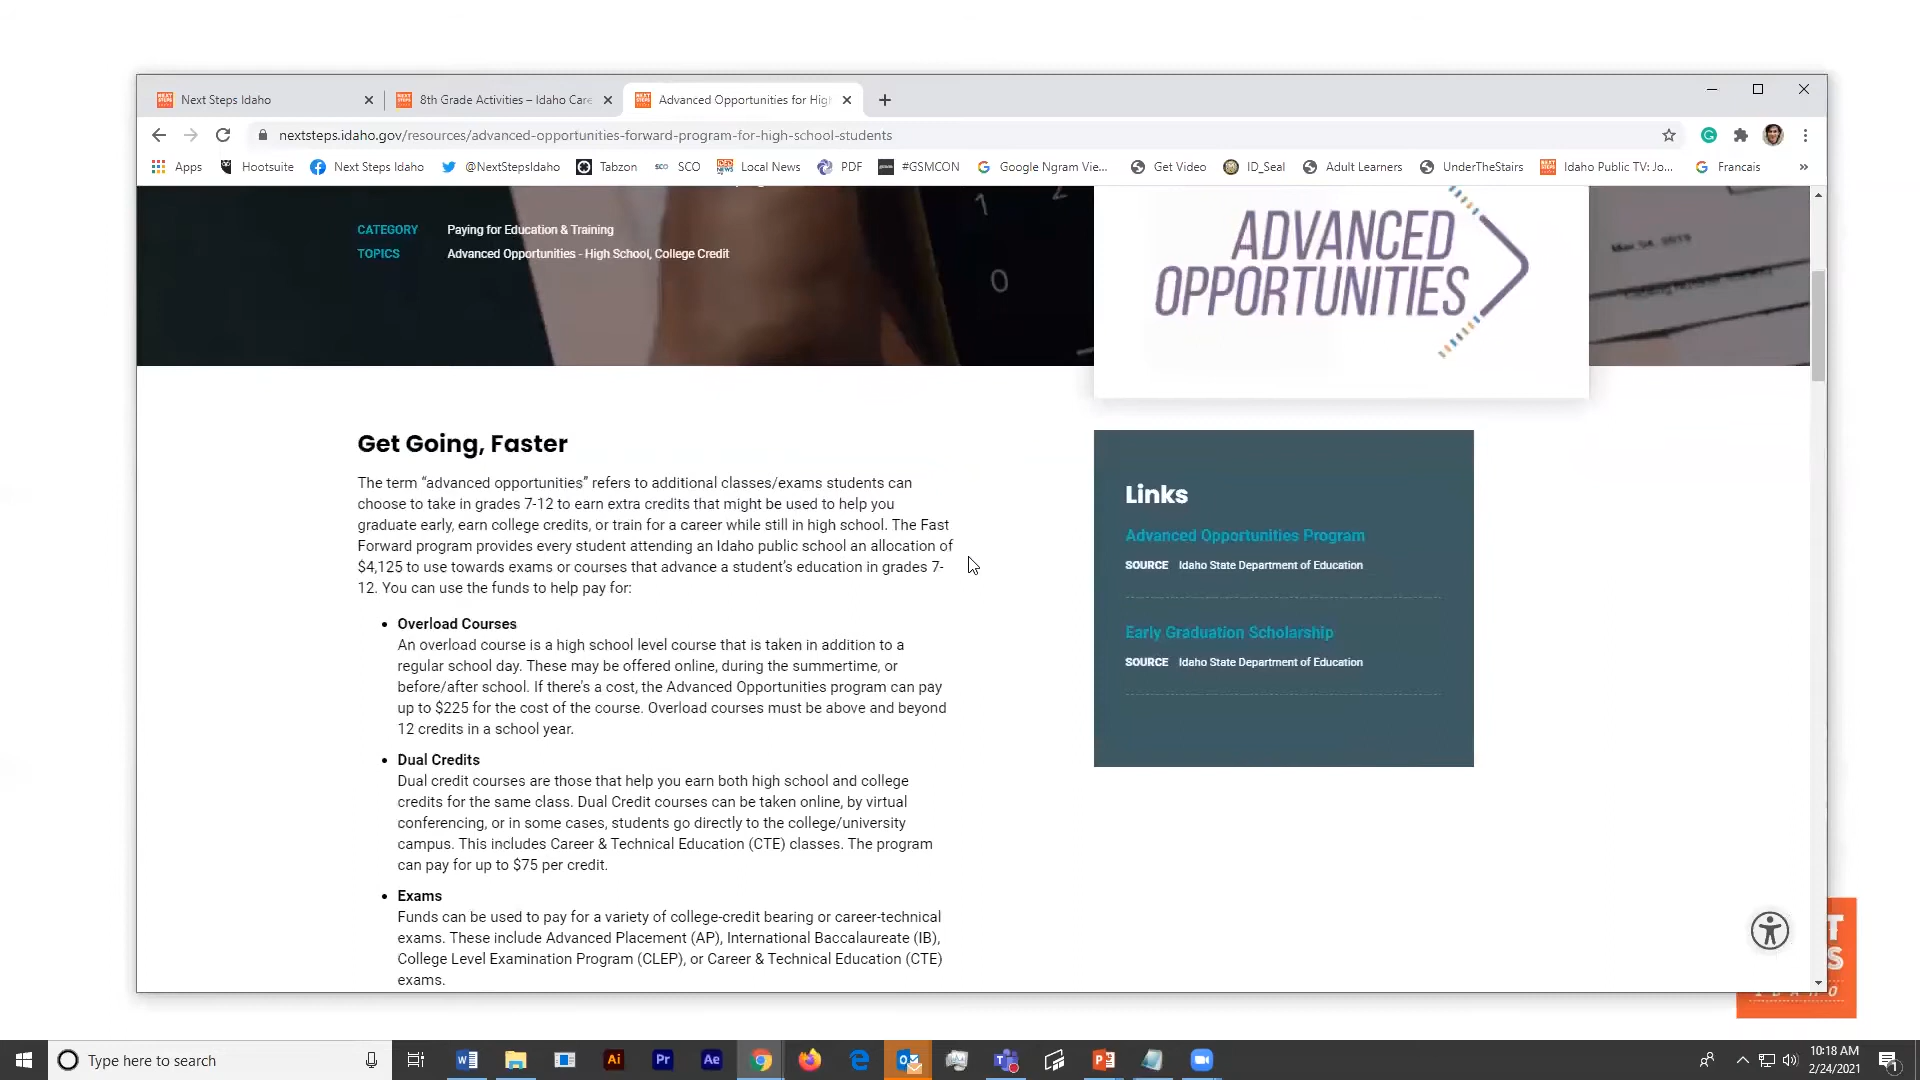 Next Steps Idaho
8th Grade Activities – Idaho Care
Advanced Opportunities for Hig
nextsteps.idaho.gov/resources/advanced-opportunities-forward-program-for-high-school-students
Apps Hootsuite Next Steps Idaho @NextStepsIdaho Tabzon SCO SCO Local News PDF #GSMCON Google Ngram Vie... Get Video ID_Seal Adult Learners UnderTheStairs Idaho Public TV: Jo... Francais »
CATEGORY Paying for Education & Training
TOPICS Advanced Opportunities - High School, College Credit
1 2
0
ADVANCED
OPPORTUNITIES
Get Going, Faster
The term “advanced opportunities” refers to additional classes/exams students can
choose to take in grades 7-12 to earn extra credits that might be used to help you
graduate early, earn college credits, or train for a career while still in high school. The Fast
Forward program provides every student attending an Idaho public school an allocation of
$4,125 to use towards exams or courses that advance a student’s education in grades 7-
12. You can use the funds to help pay for:
• Overload Courses
An overload course is a high school level course that is taken in addition to a
regular school day. These may be offered online, during the summertime, or
before/after school. If there's a cost, the Advanced Opportunities program can pay
up to $225 for the cost of the course. Overload courses must be above and beyond
12 credits in a school year.
• Dual Credits
Dual credit courses are those that help you earn both high school and college
credits for the same class. Dual Credit courses can be taken online, by virtual
conferencing, or in some cases, students go directly to the college/university
campus. This includes Career & Technical Education (CTE) classes. The program
can pay for up to $75 per credit.
• Exams
Funds can be used to pay for a variety of college-credit bearing or career-technical
exams. These include Advanced Placement (AP), International Baccalaureate (IB),
College Level Examination Program (CLEP), or Career & Technical Education (CTE)
exams.
Links
Advanced Opportunities Program
SOURCE Idaho State Department of Education
Early Graduation Scholarship
SOURCE Idaho State Department of Education
T
S
Type here to search
Ai Pr Ae
10:18 AM
2/24/2021
1